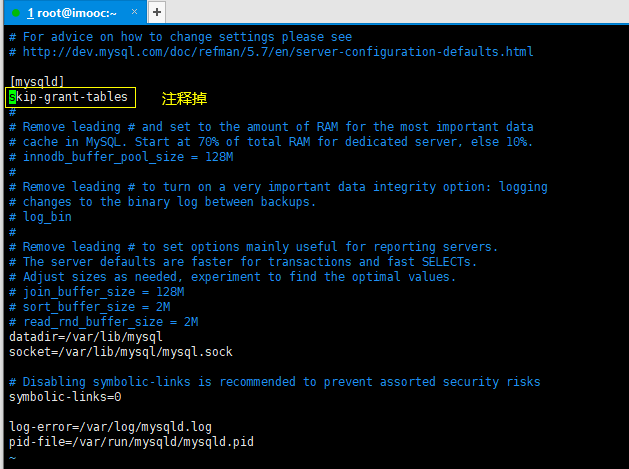 1 root@imooc:~ × +
# For advice on how to change settings please see
# http://dev.mysql.com/doc/refman/5.7/en/server-configuration-defaults.html
[mysqld]
skip-grant-tables 注释掉
#
# Remove leading # and set to the amount of RAM for the most important data
# cache in MySQL. Start at 70% of total RAM for dedicated server, else 10%.
# innodb_buffer_pool_size = 128M
#
# Remove leading # to turn on a very important data integrity option: logging
# changes to the binary log between backups.
# log_bin
#
# Remove leading # to set options mainly useful for reporting servers.
# The server defaults are faster for transactions and fast SELECTs.
# Adjust sizes as needed, experiment to find the optimal values.
# join_buffer_size = 128M
# sort_buffer_size = 2M
# read_rnd_buffer_size = 2M
datadir=/var/lib/mysql
socket=/var/lib/mysql/mysql.sock
# Disabling symbolic-links is recommended to prevent assorted security risks
symbolic-links=0
log-error=/var/log/mysqld.log
pid-file=/var/run/mysqld/mysqld.pid
~